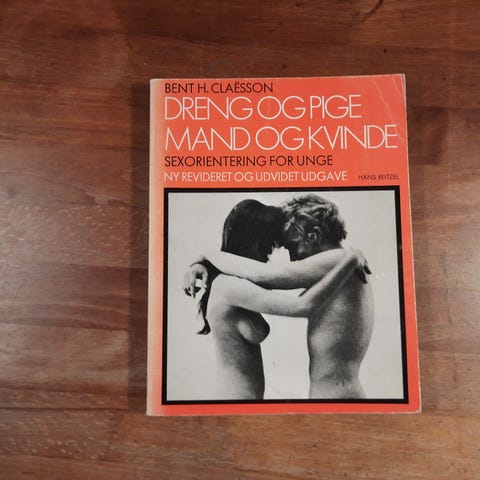 BENT H. CLAËSSON
DRENG OG PIGE
MAND OG KVINDE
SEXORIENTERING FOR UNGE
NY REVIDERET OG UDVIDET UDGAVE HANS REITZEL